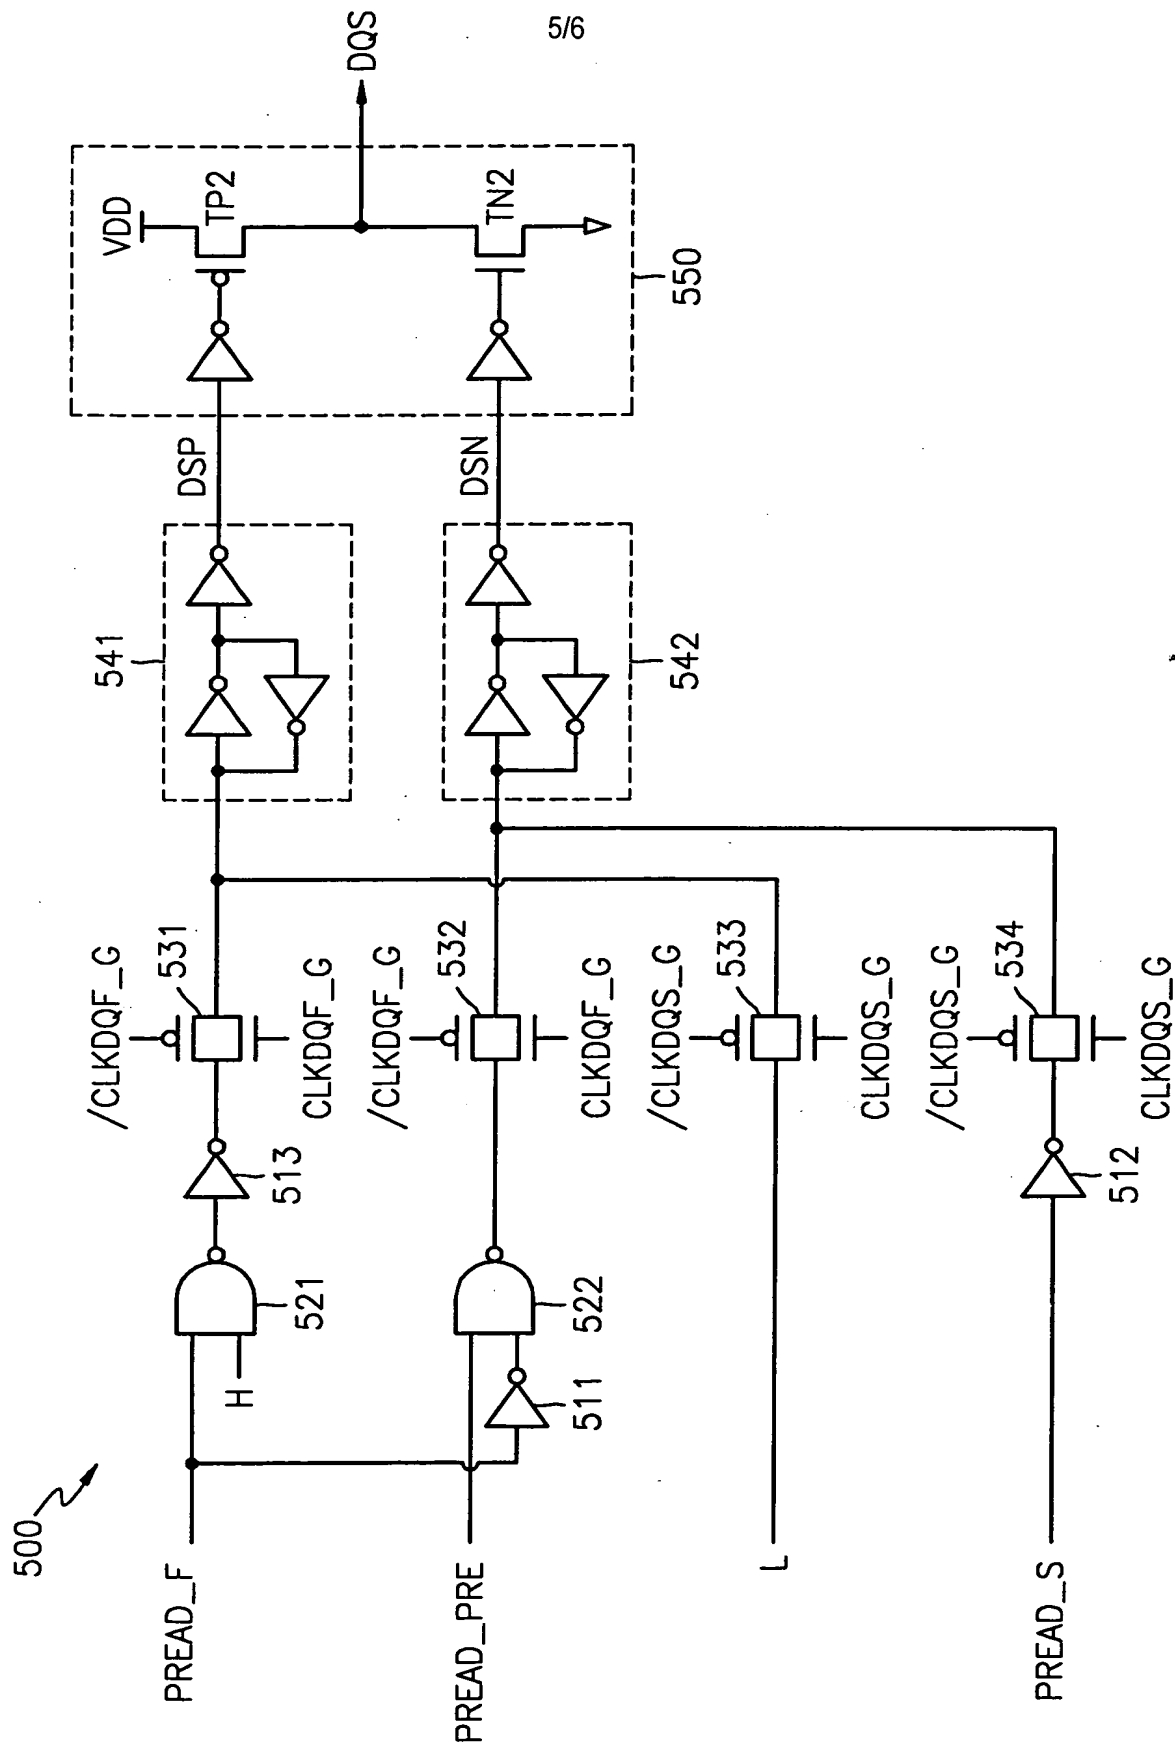 5/6
500
PREAD_F
PREAD_PRE
L
PREAD_S
H
521
522
511
513
512
/CLKDQF_G
531
CLKDQF_G
/CLKDQF_G
532
CLKDQF_G
/CLKDQS_G
533
CLKDQS_G
/CLKDQS_G
534
CLKDQS_G
541
542
DSP
DSN
VDD
TP2
TN2
550
DQS